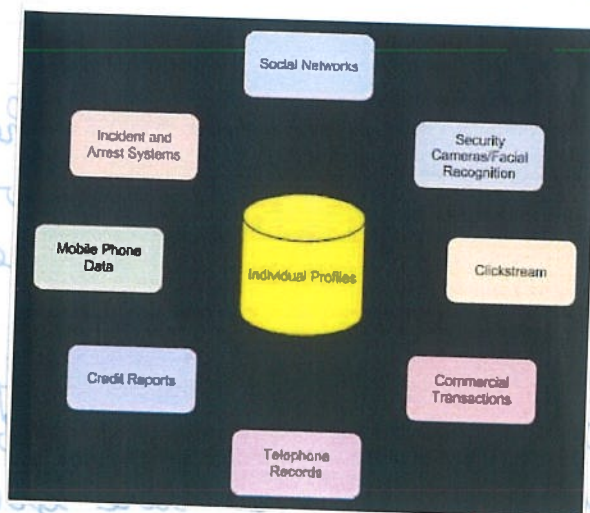 Social Networks
Incident and
Arrest Systems
Security
Cameras/Facial
Recognition
Mobile Phone
Data
Individual Profiles
Clickstream
Credit Reports
Commercial
Transactions
Telephone
Records